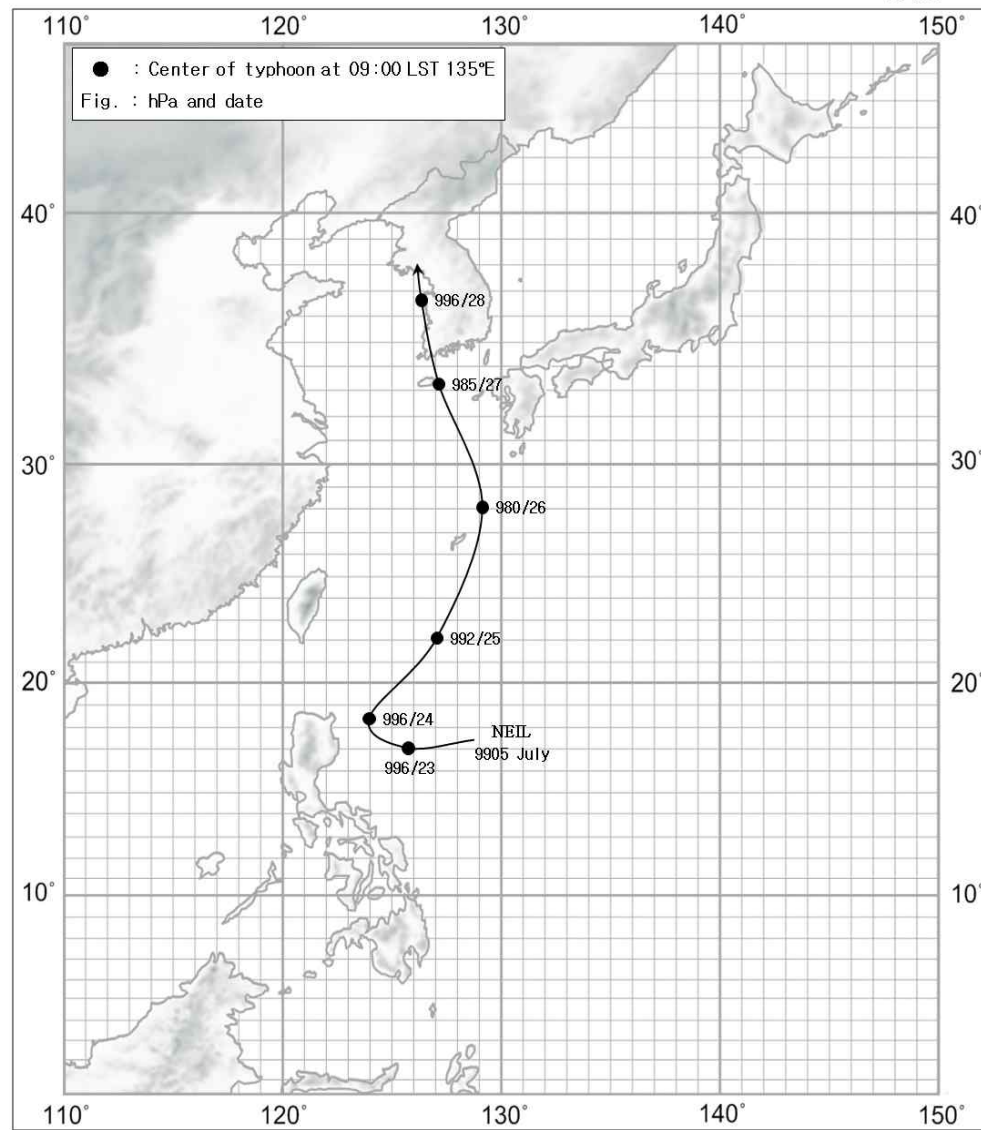 110° 120° 130° 140° 150°
● : Center of typhoon at 09:00 LST 135°E
Fig. : hPa and date
40° 40°
996/28
985/27
30° 30°
980/26
992/25
20° 20°
996/24
NEIL
9905 July
996/23
10° 10°
110° 120° 130° 140° 150°